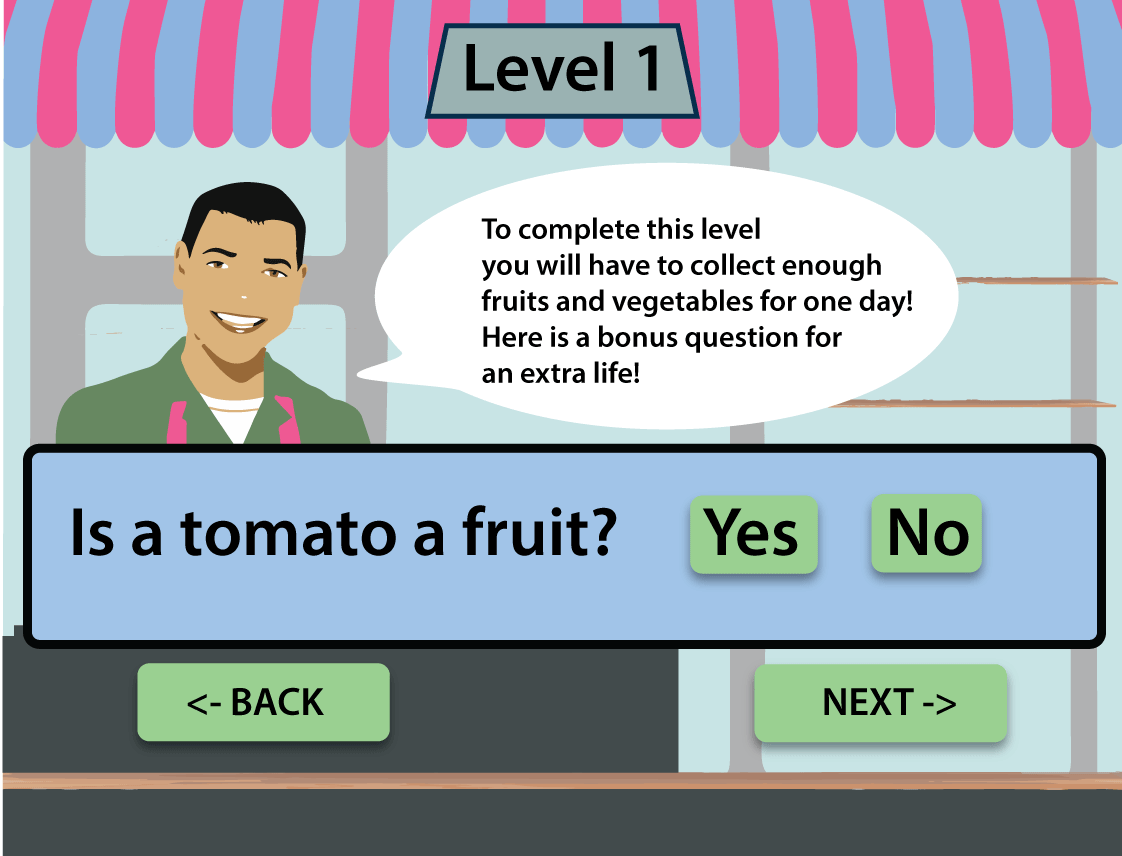 Level 1
To complete this level
you will have to collect enough
fruits and vegetables for one day!
Here is a bonus question for
an extra life!
Is a tomato a fruit? Yes No
<- BACK NEXT ->